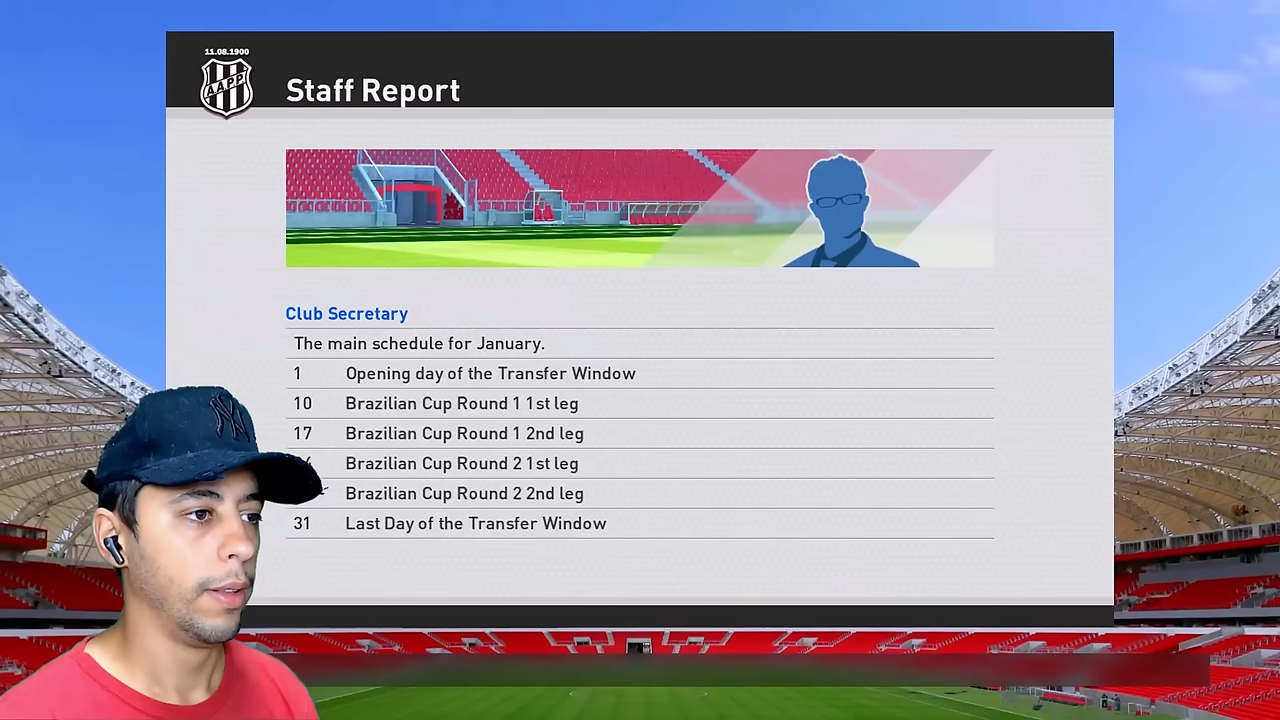 11.08.1900
AAPP
Staff Report
Club Secretary
The main schedule for January.
1 Opening day of the Transfer Window
10 Brazilian Cup Round 1 1st leg
17 Brazilian Cup Round 1 2nd leg
Brazilian Cup Round 2 1st leg
Brazilian Cup Round 2 2nd leg
31 Last Day of the Transfer Window
NY